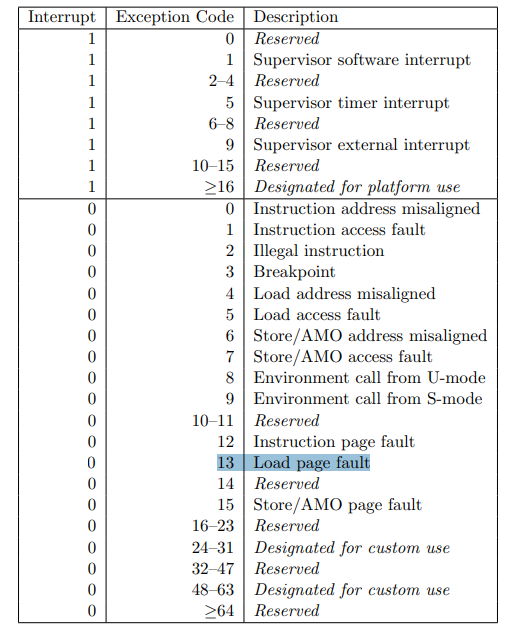 Interrupt Exception Code Description
1 0 Reserved
1 1 Supervisor software interrupt
1 2–4 Reserved
1 5 Supervisor timer interrupt
1 6–8 Reserved
1 9 Supervisor external interrupt
1 10–15 Reserved
1 ≥16 Designated for platform use
0 0 Instruction address misaligned
0 1 Instruction access fault
0 2 Illegal instruction
0 3 Breakpoint
0 4 Load address misaligned
0 5 Load access fault
0 6 Store/AMO address misaligned
0 7 Store/AMO access fault
0 8 Environment call from U-mode
0 9 Environment call from S-mode
0 10–11 Reserved
0 12 Instruction page fault
0 13 Load page fault
0 14 Reserved
0 15 Store/AMO page fault
0 16–23 Reserved
0 24–31 Designated for custom use
0 32–47 Reserved
0 48–63 Designated for custom use
0 ≥64 Reserved